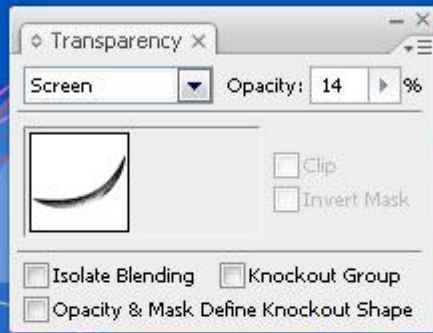 Transparency
Screen Opacity: 14 %
Clip
Invert Mask
Isolate Blending Knockout Group
Opacity & Mask Define Knockout Shape